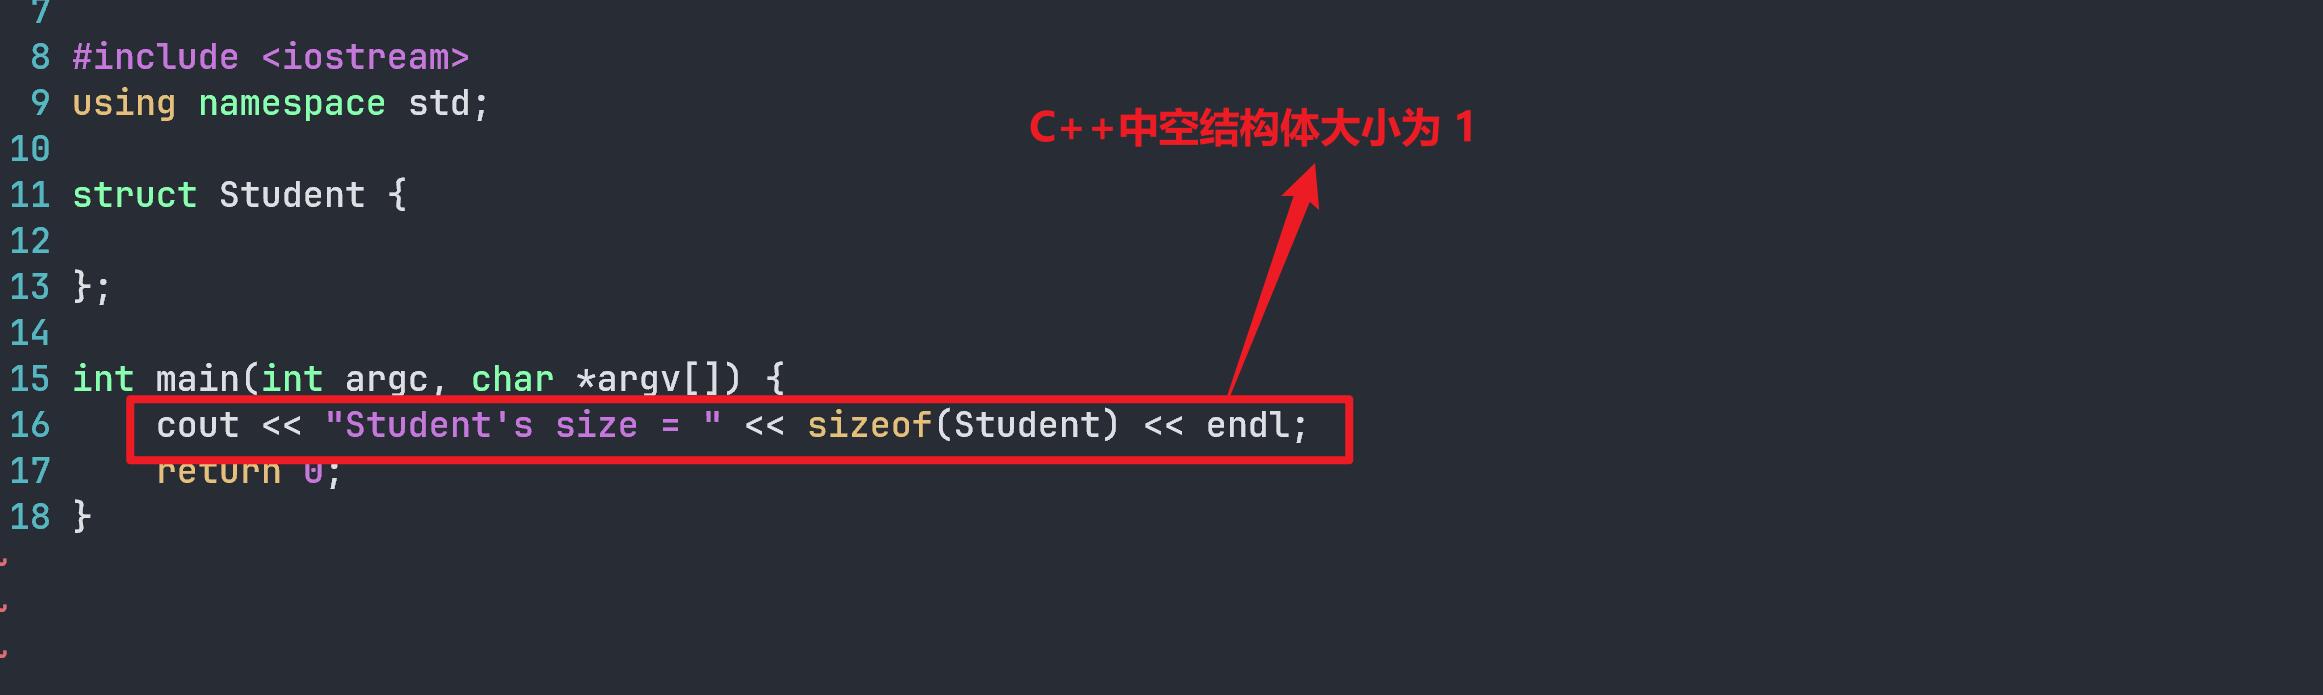 7
8 #include <iostream>
9 using namespace std;
C++中空结构体大小为 1
10
11 struct Student {
12
13 };
14
15 int main(int argc, char *argv[]) {
16     cout << "Student's size = " << sizeof(Student) << endl;
17     return 0;
18 }